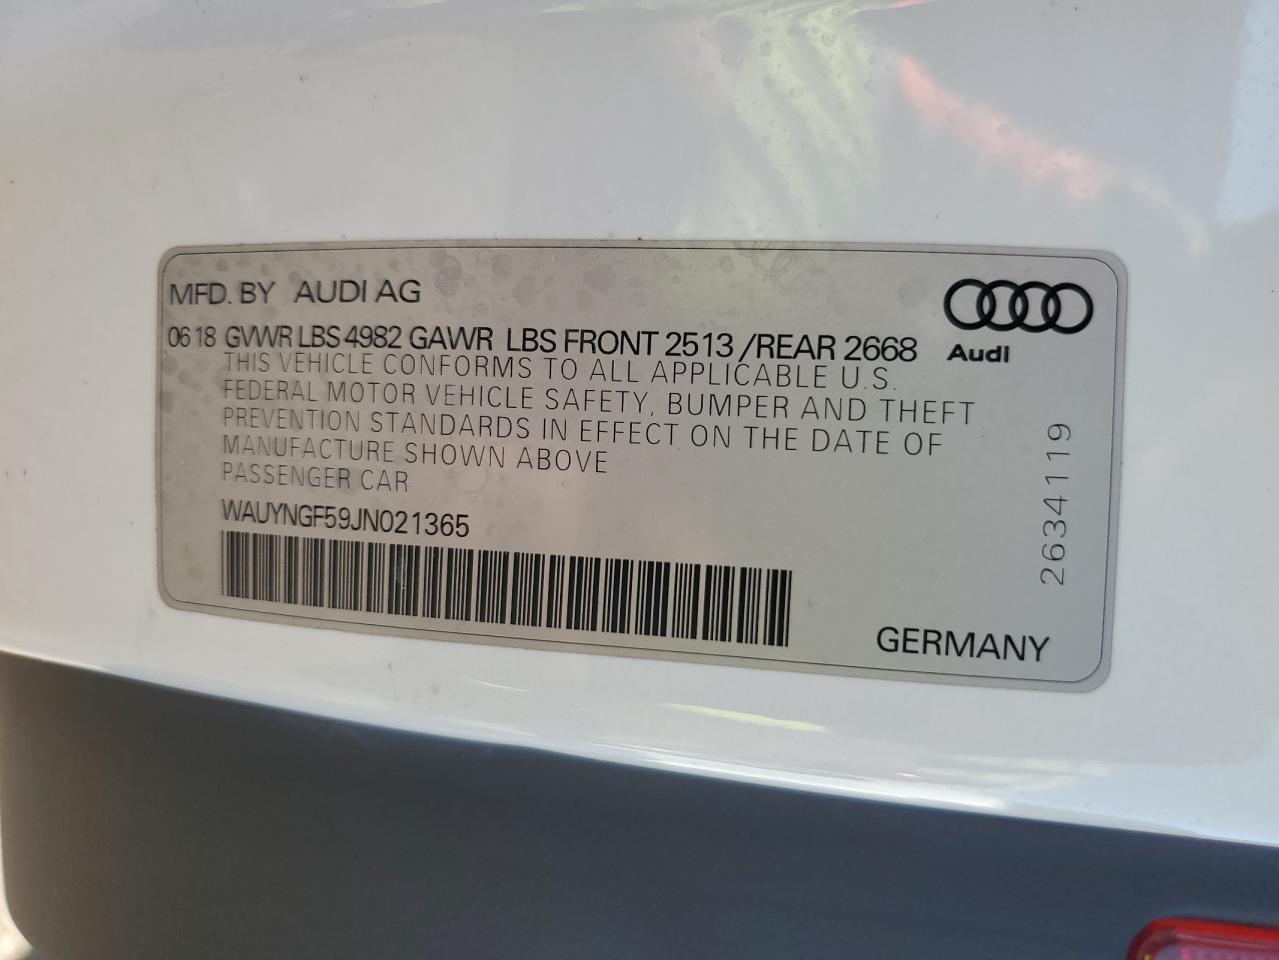 MFD. BY AUDI AG
06 18 GVWR LBS 4982 GAWR LBS FRONT 2513 /REAR 2668
Audi
THIS VEHICLE CONFORMS TO ALL APPLICABLE U.S.
FEDERAL MOTOR VEHICLE SAFETY, BUMPER AND THEFT
PREVENTION STANDARDS IN EFFECT ON THE DATE OF
MANUFACTURE SHOWN ABOVE
PASSENGER CAR
WAUYNGF59JN021365
2634119
GERMANY